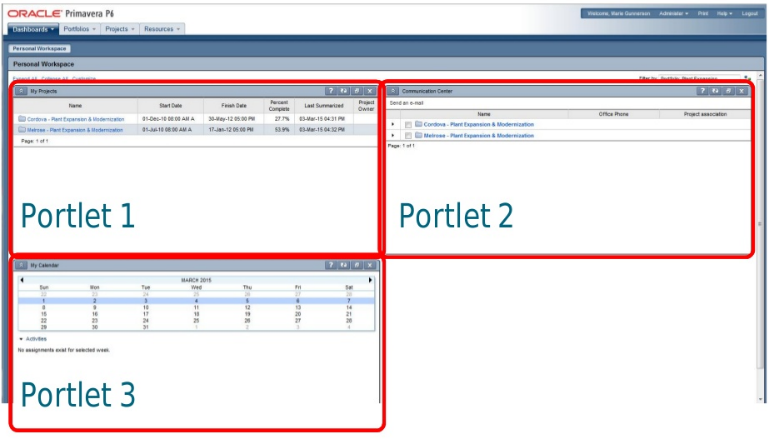 ORACLE Primavera P6
Welcome, Marie Gunnerson Administer Print Help Logout
Dashboards Portfolios Projects Resources
Personal Workspace
Personal Workspace
Expand All Collapse All Customize
Filter by: Portfolio, Plant Expansion
My Projects
Name Start Date Finish Date Percent Complete Last Summarized Project Owner
Cordova - Plant Expansion & Modernization 01-Dec-10 08:00 AM A 30-May-12 05:00 PM 27.7% 03-Mar-15 04:31 PM
Metrose - Plant Expansion & Modernization 01-Jul-10 08:00 AM A 17-Jan-12 05:00 PM 53.9% 03-Mar-15 04:32 PM
Page: 1 of 1
Portlet 1
Communication Center
Send an e-mail
Name Office Phone Project association
Cordova - Plant Expansion & Modernization
Metrose - Plant Expansion & Modernization
Page: 1 of 1
Portlet 2
My Calendar
MARCH 2015
Sun Mon Tue Wed Thu Fri Sat
22 23 24 25 26 27 28
1 2 3 4 5 6 7
8 9 10 11 12 13 14
15 16 17 18 19 20 21
22 23 24 25 26 27 28
29 30 31 1 2 3 4
Activities
No assignments exist for selected week.
Portlet 3